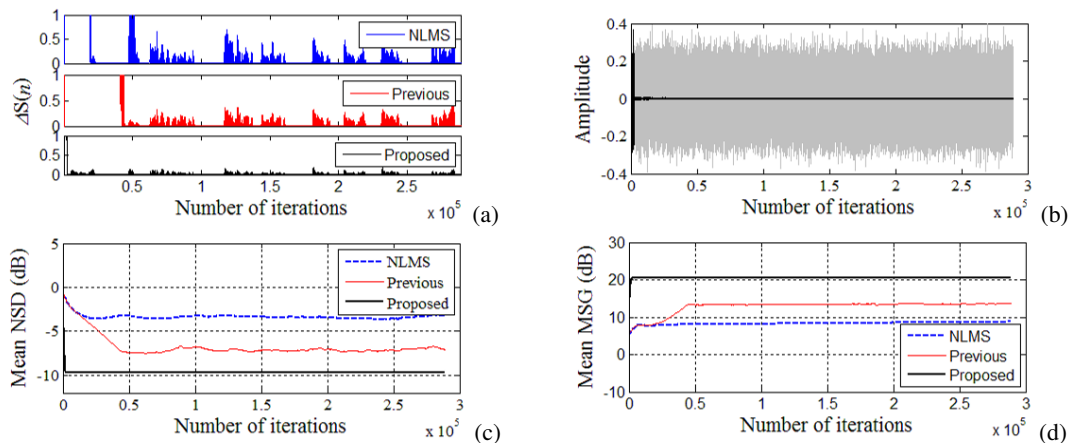 1
0.5
0
NLMS
1
0.5
0
Previous
1
0.5
0
Proposed
ΔS(n)
0.5 1 1.5 2 2.5
Number of iterations
x 10^5
(a)
0.4
0.2
0
-0.2
-0.4
Amplitude
0 0.5 1 1.5 2 2.5 3
Number of iterations
x 10^5
(b)
5
0
-5
-10
Mean NSD (dB)
NLMS
Previous
Proposed
0 0.5 1 1.5 2 2.5 3
Number of iterations
x 10^5
(c)
30
20
10
0
-10
Mean MSG (dB)
NLMS
Previous
Proposed
0 0.5 1 1.5 2 2.5 3
Number of iterations
x 10^5
(d)